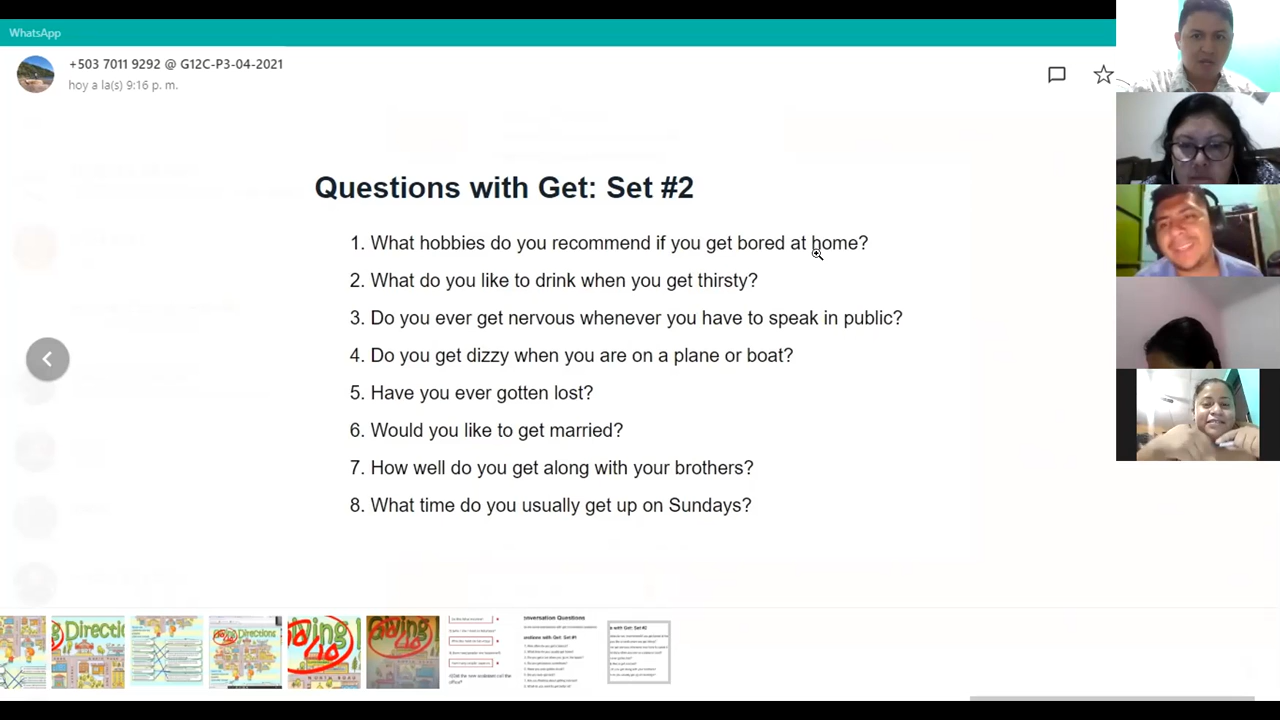 WhatsApp
+503 7011 9292 @ G12C-P3-04-2021
hoy a la(s) 9:16 p. m.
Questions with Get: Set #2
1. What hobbies do you recommend if you get bored at home?
2. What do you like to drink when you get thirsty?
3. Do you ever get nervous whenever you have to speak in public?
4. Do you get dizzy when you are on a plane or boat?
5. Have you ever gotten lost?
6. Would you like to get married?
7. How well do you get along with your brothers?
8. What time do you usually get up on Sundays?
Directions
Directions